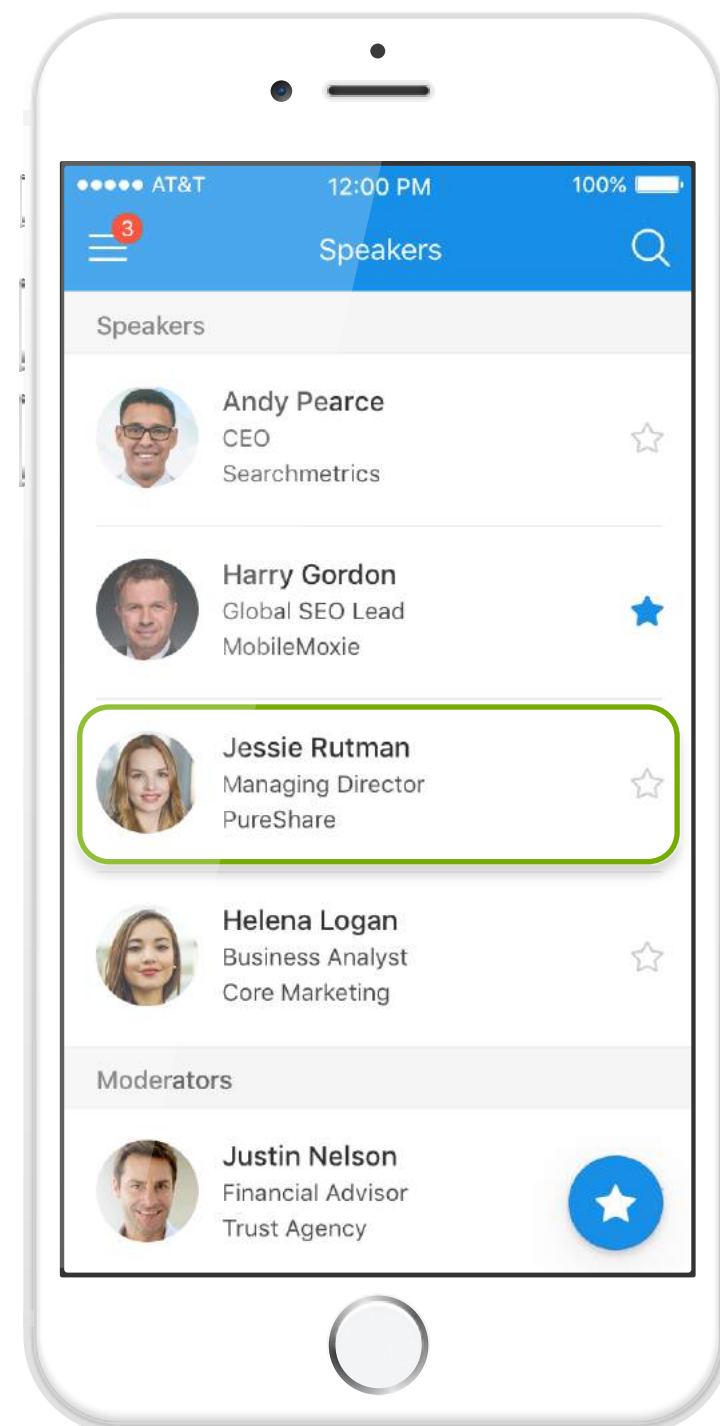 AT&T 12:00 PM 100%
3
Speakers
Speakers
Andy Pearce
CEO
Searchmetrics
Harry Gordon
Global SEO Lead
MobileMoxie
Jessie Rutman
Managing Director
PureShare
Helena Logan
Business Analyst
Core Marketing
Moderators
Justin Nelson
Financial Advisor
Trust Agency